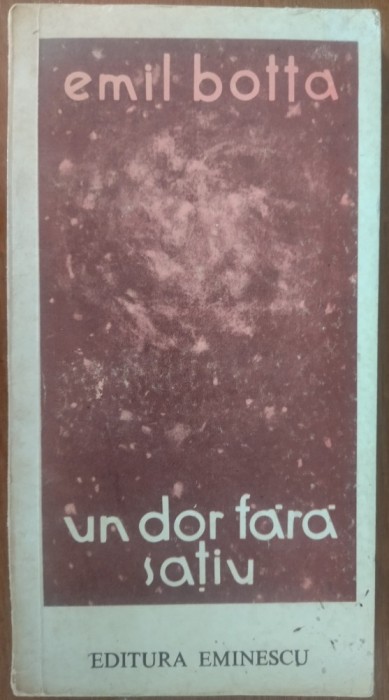 emil botta
un dor fără
sațiu
EDITURA EMINESCU